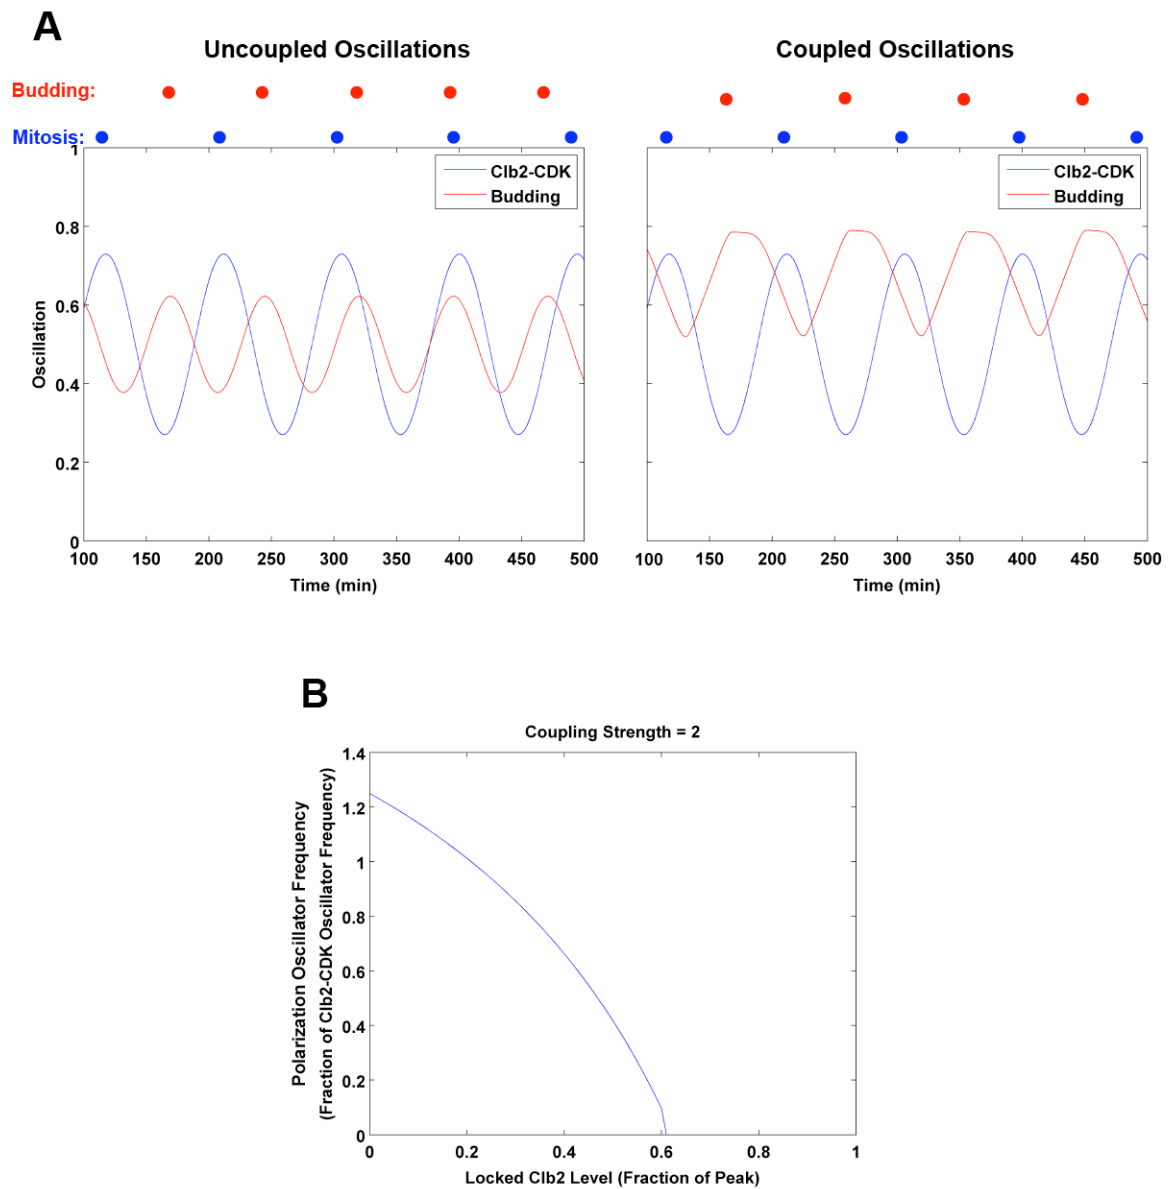 A
Uncoupled Oscillations
Coupled Oscillations
Budding:
Mitosis:
1
0.8
0.6
0.4
0.2
0
Oscillation
Clb2-CDK
Budding
100 150 200 250 300 350 400 450 500
Time (min)
Clb2-CDK
Budding
100 150 200 250 300 350 400 450 500
Time (min)
B
Coupling Strength = 2
1.4
1.2
1
0.8
0.6
0.4
0.2
0
Polarization Oscillator Frequency
(Fraction of Clb2-CDK Oscillator Frequency)
0 0.2 0.4 0.6 0.8 1
Locked Clb2 Level (Fraction of Peak)